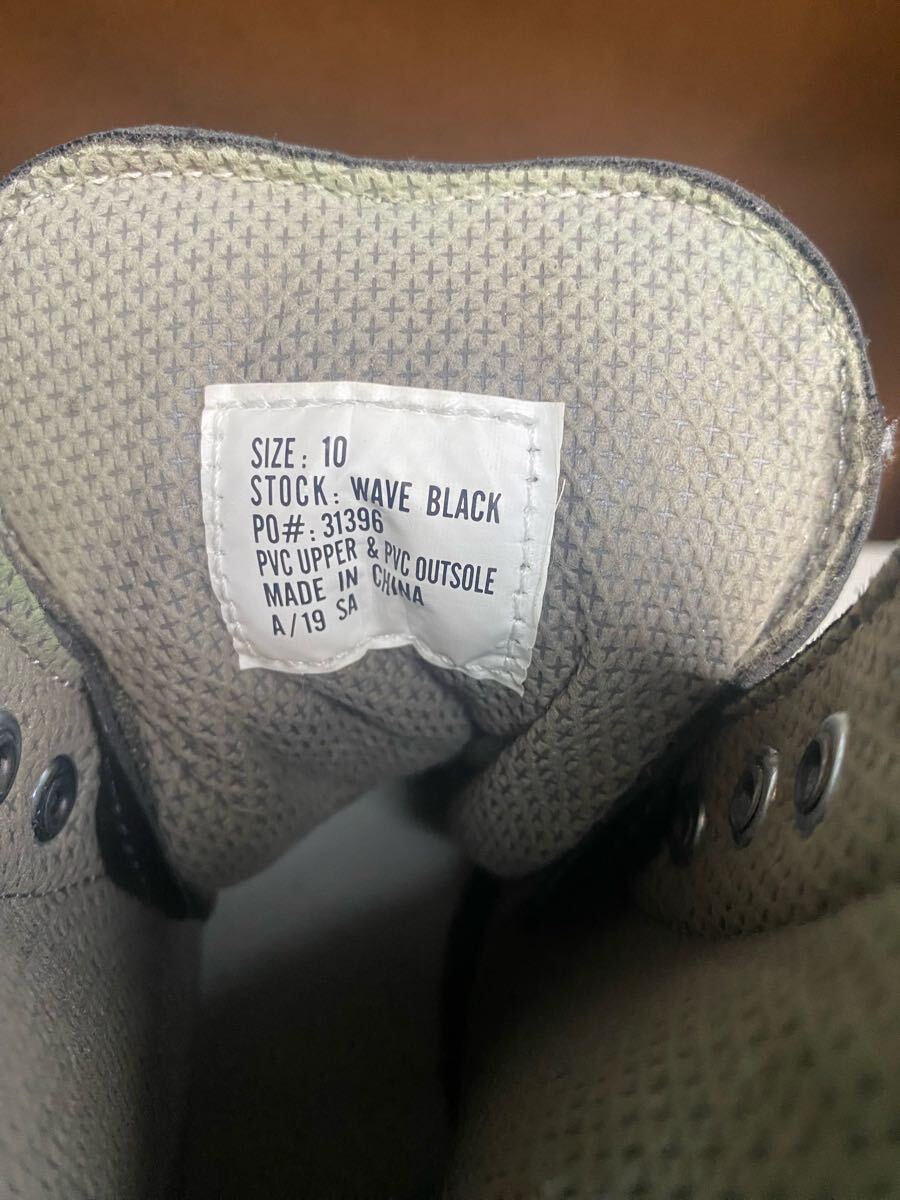 SIZE: 10
STOCK: WAVE BLACK
PO#: 31396
PVC UPPER & PVC OUTSOLE
MADE IN CHINA
A/19 SA